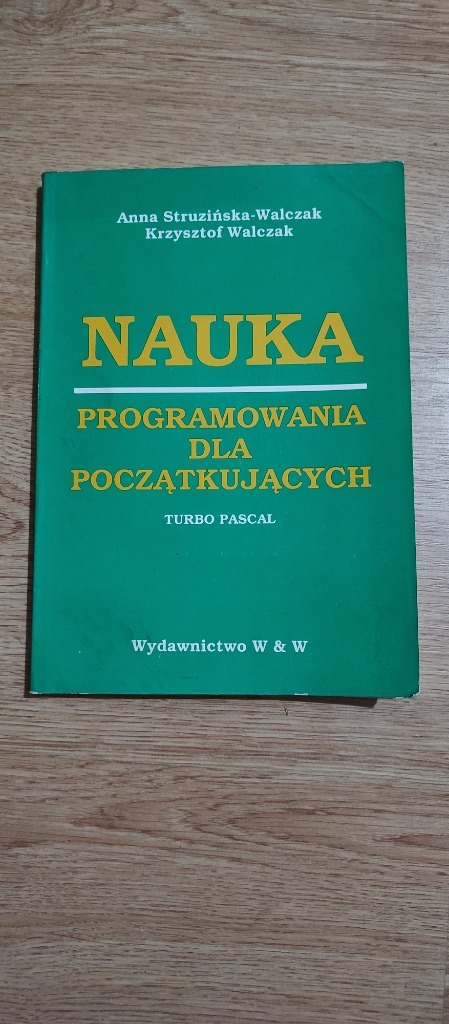 Anna Struzińska-Walczak
Krzysztof Walczak
NAUKA
PROGRAMOWANIA
DLA
POCZĄTKUJĄCYCH
TURBO PASCAL
Wydawnictwo W & W